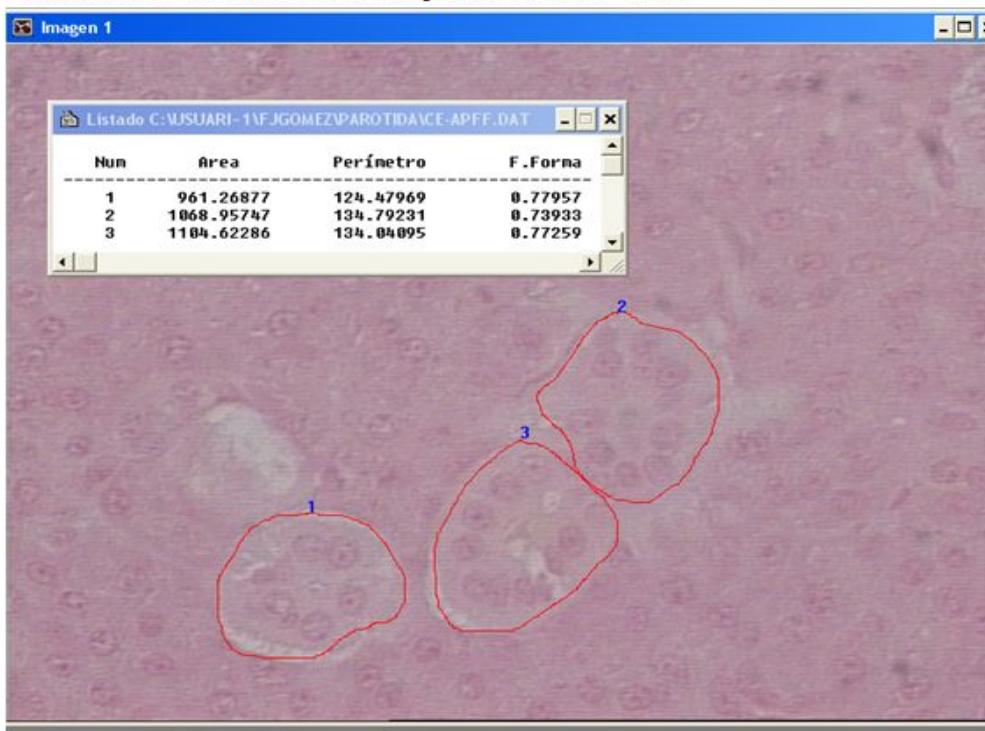 Imagen 1
Listado C:\USUARI~1\FJGOMEZ\PAROTIDA\CE-APFF.DAT
Num Area Perímetro F.Forma
1 961.26877 124.47969 0.77957
2 1068.95747 134.79231 0.73933
3 1104.62286 134.04095 0.77259
2
3
1